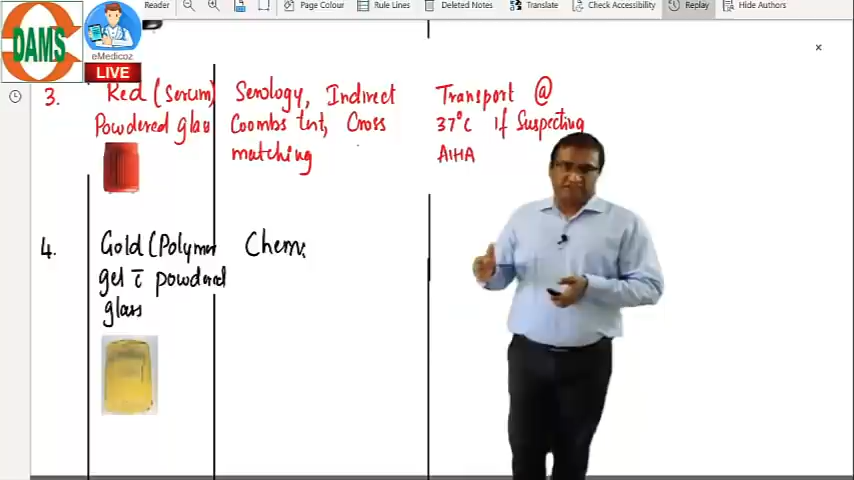 Reader
Page Colour
Rule Lines
Deleted Notes
Translate
Check Accessibility
Replay
Hide Authors
DAMS
eMedicoz
LIVE
3. Red (Serum) Serology, Indirect Transport @
Powdered glass Coombs test, Cross 37°C if Suspecting
matching AIHA
4. Gold (Polymer Chemi
gel c̄ powdered
glass